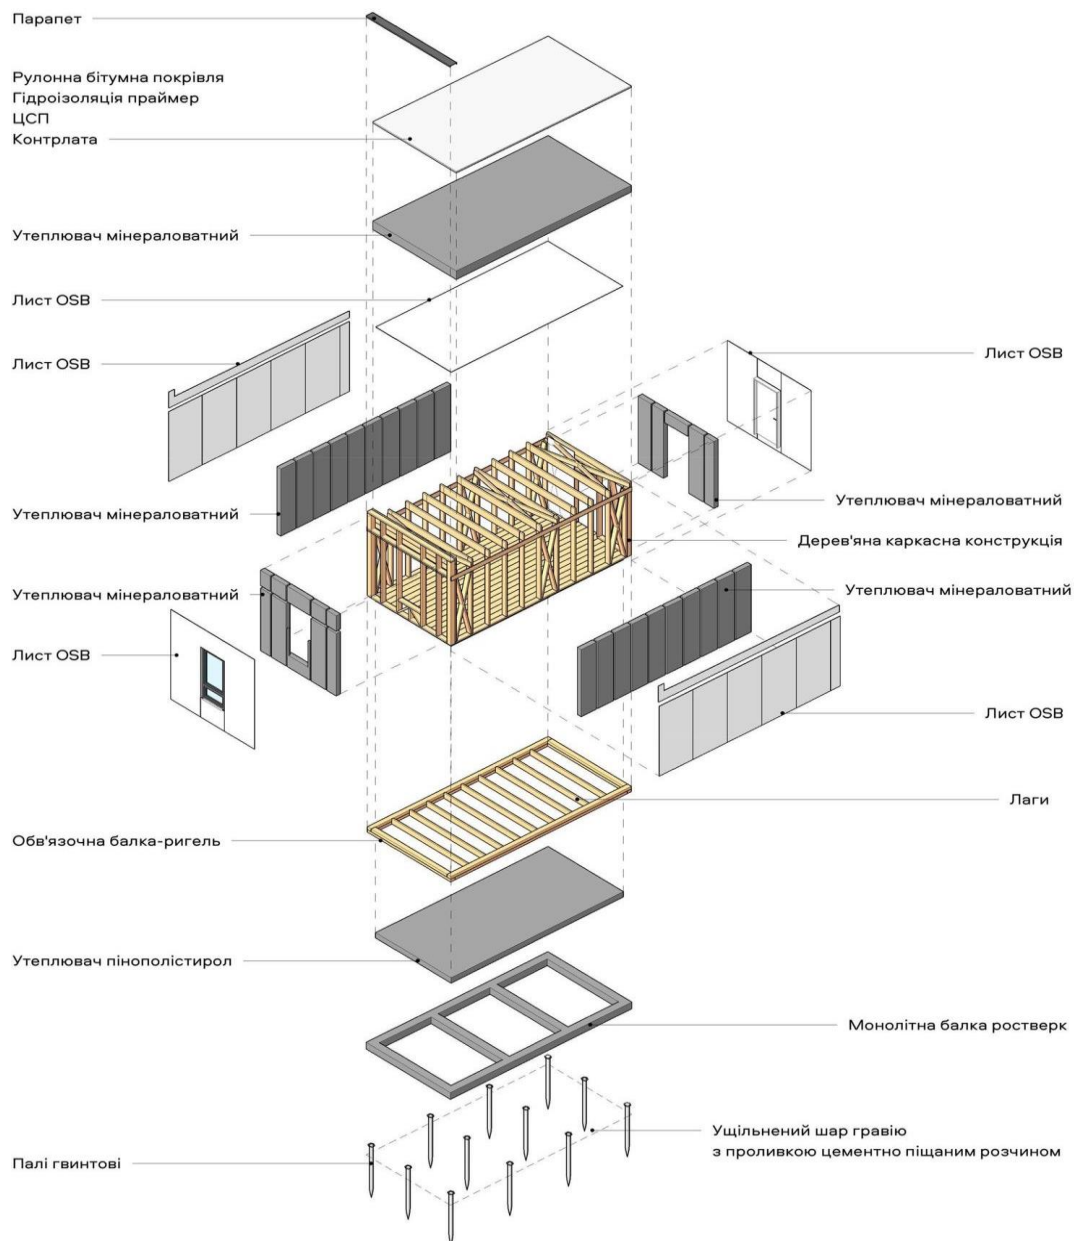 Парапет
Рулонна бітумна покрівля
Гідроізоляція праймер
ЦСП
Контрлата
Утеплювач мінераловатний
Лист OSB
Лист OSB
Лист OSB
Утеплювач мінераловатний
Утеплювач мінераловатний
Дерев'яна каркасна конструкція
Утеплювач мінераловатний
Утеплювач мінераловатний
Лист OSB
Лист OSB
Лаги
Обв'язочна балка-ригель
Утеплювач пінополістирол
Монолітна балка ростверк
Ущільнений шар гравію
з проливкою цементно піщаним розчином
Палі гвинтові